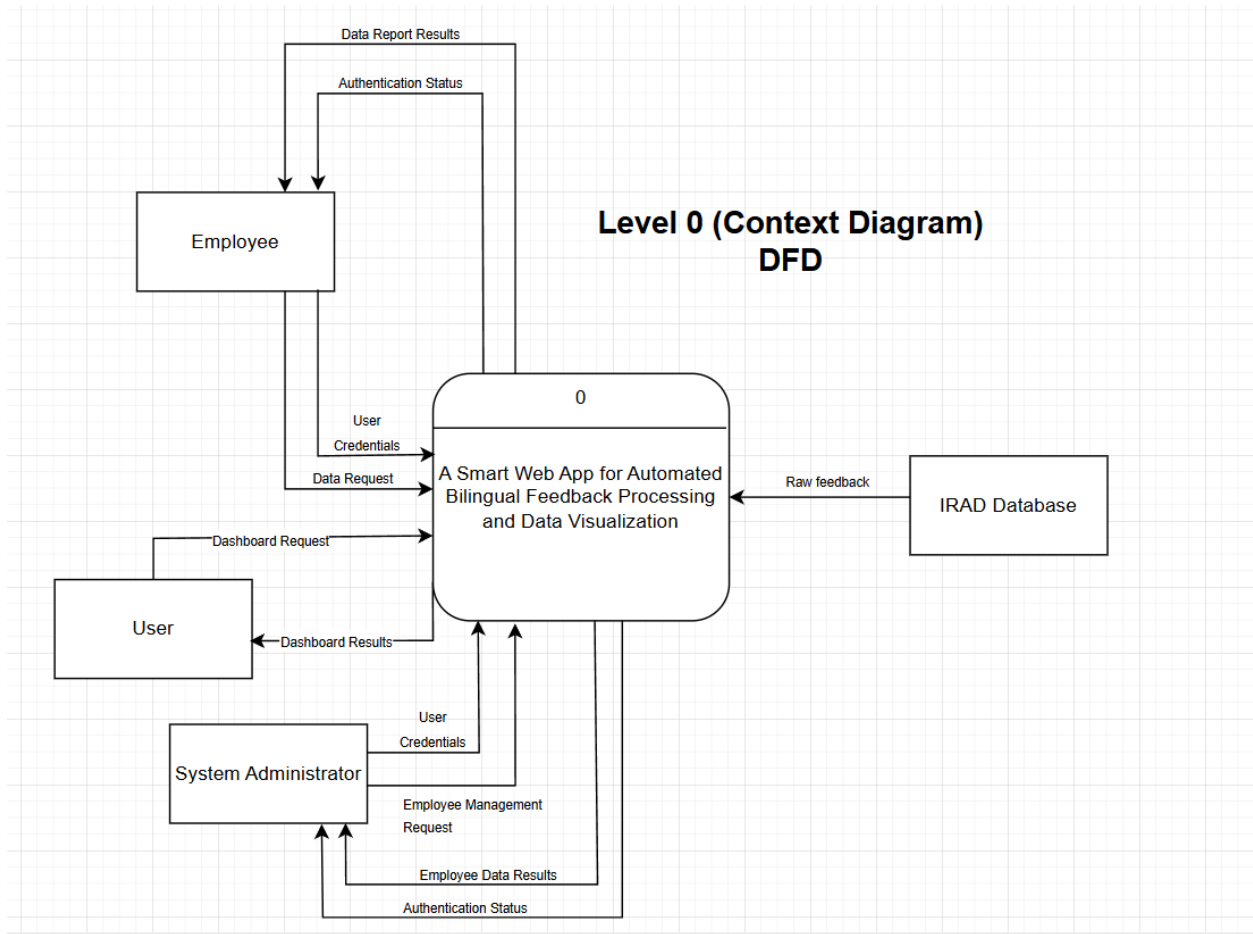 Data Report Results
Authentication Status
Level 0 (Context Diagram)
DFD
Employee
0
User
Credentials
A Smart Web App for Automated
Bilingual Feedback Processing
and Data Visualization
Data Request
Raw feedback
IRAD Database
Dashboard Request
User
Dashboard Results
User
Credentials
System Administrator
Employee Management
Request
Employee Data Results
Authentication Status